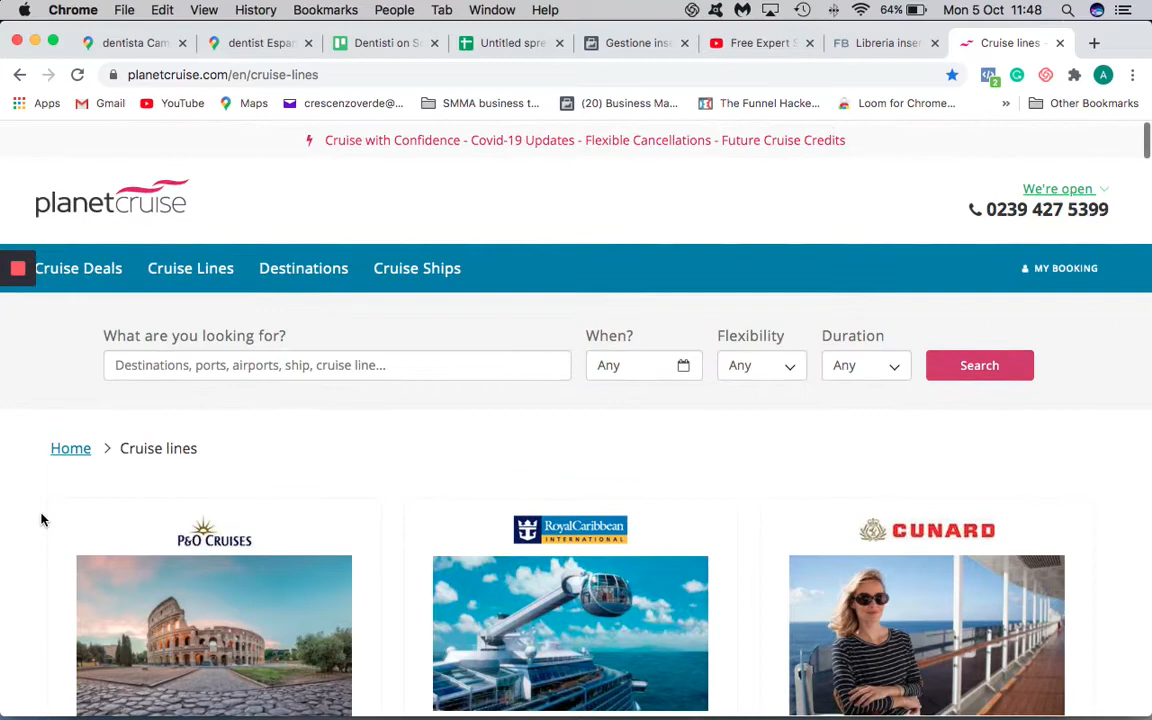 Chrome File Edit View History Bookmarks People Tab Window Help 64% Mon 5 Oct 11:48
dentista Cam dentist Espan Dentisti on S Untitled spre Gestione inse Free Expert S FB Libreria inser Cruise lines -
planetcruise.com/en/cruise-lines 2 A
Apps Gmail YouTube Maps crescenzoverde@... SMMA business t... (20) Business Ma... The Funnel Hacke... Loom for Chrome... » Other Bookmarks
Cruise with Confidence - Covid-19 Updates - Flexible Cancellations - Future Cruise Credits
planetcruise
We're open
0239 427 5399
Cruise Deals Cruise Lines Destinations Cruise Ships MY BOOKING
What are you looking for? When? Flexibility Duration
Destinations, ports, airports, ship, cruise line... Any Any Any Search
Home > Cruise lines
P&O CRUISES
RoyalCaribbean
INTERNATIONAL
CUNARD